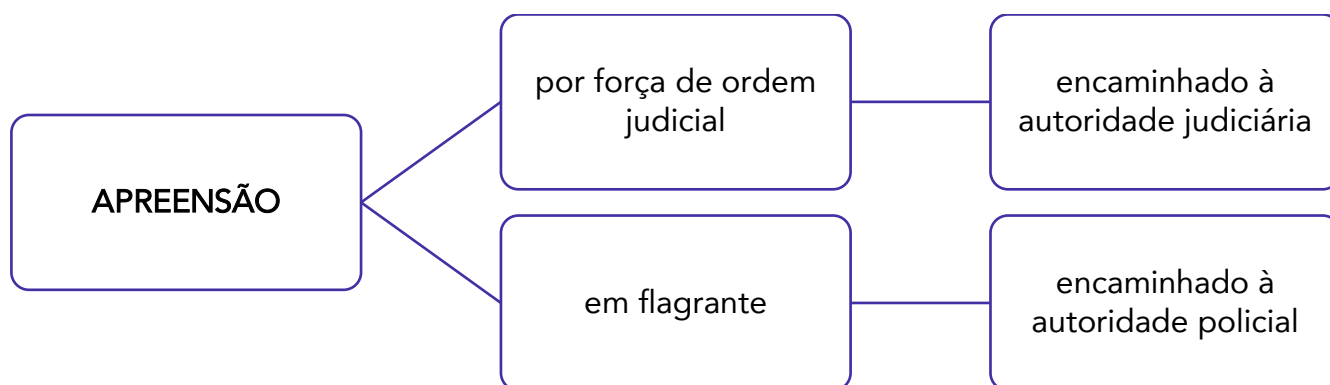 APREENSÃO
por força de ordem
judicial
encaminhado à
autoridade judiciária
em flagrante
encaminhado à
autoridade policial